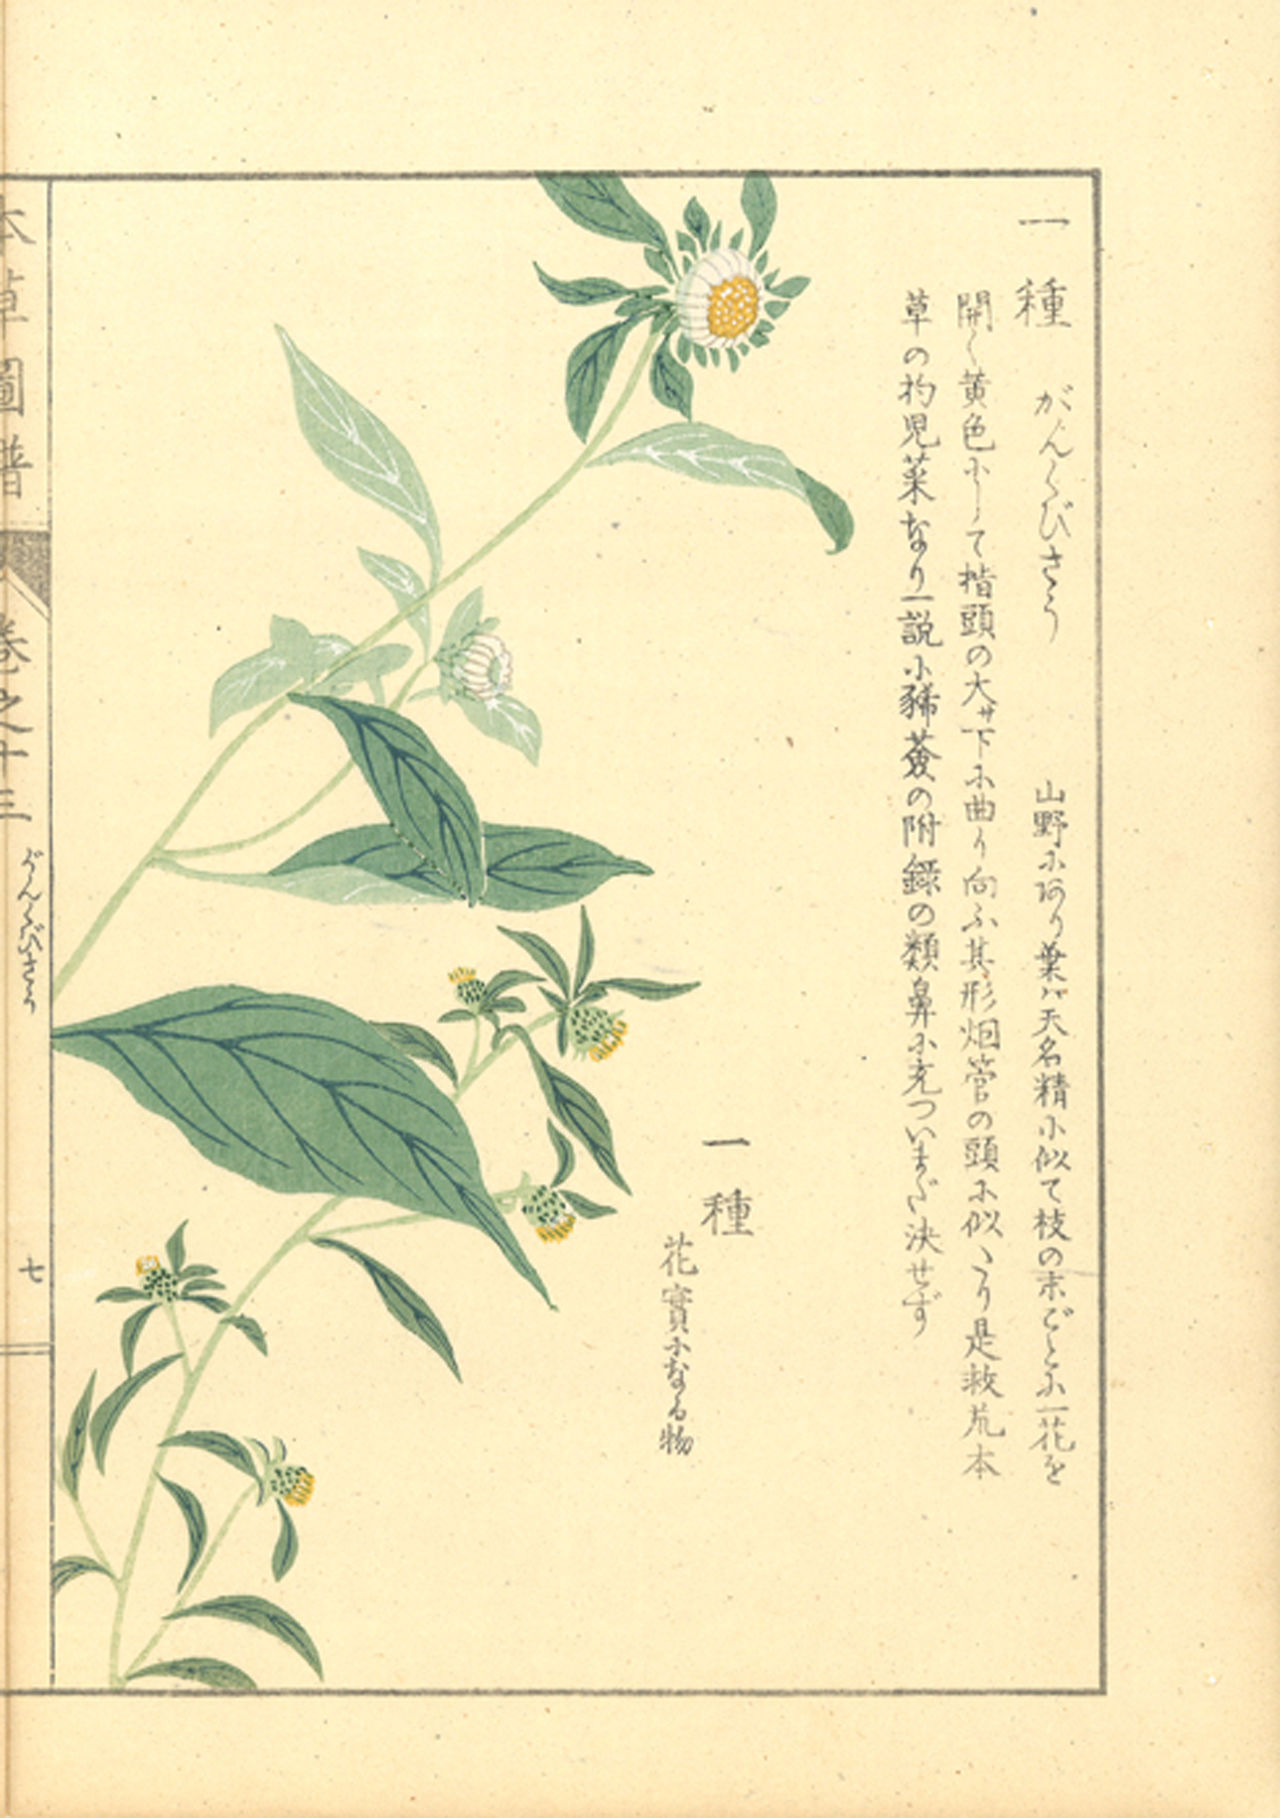 一種 がんくびさう 山野に阿り葉ハ天名精に似て枝の末ごとに一花を
開く黄色にして指頭の大サ下に曲り向ふ其形烟管の頭に似たり是救荒本
草の杓児菜なり一説に豨薟の附録の類鼻に充ついまだ決せず
一種
花實小なる物
本草圖譜
巻之十三
がんくびさう
七